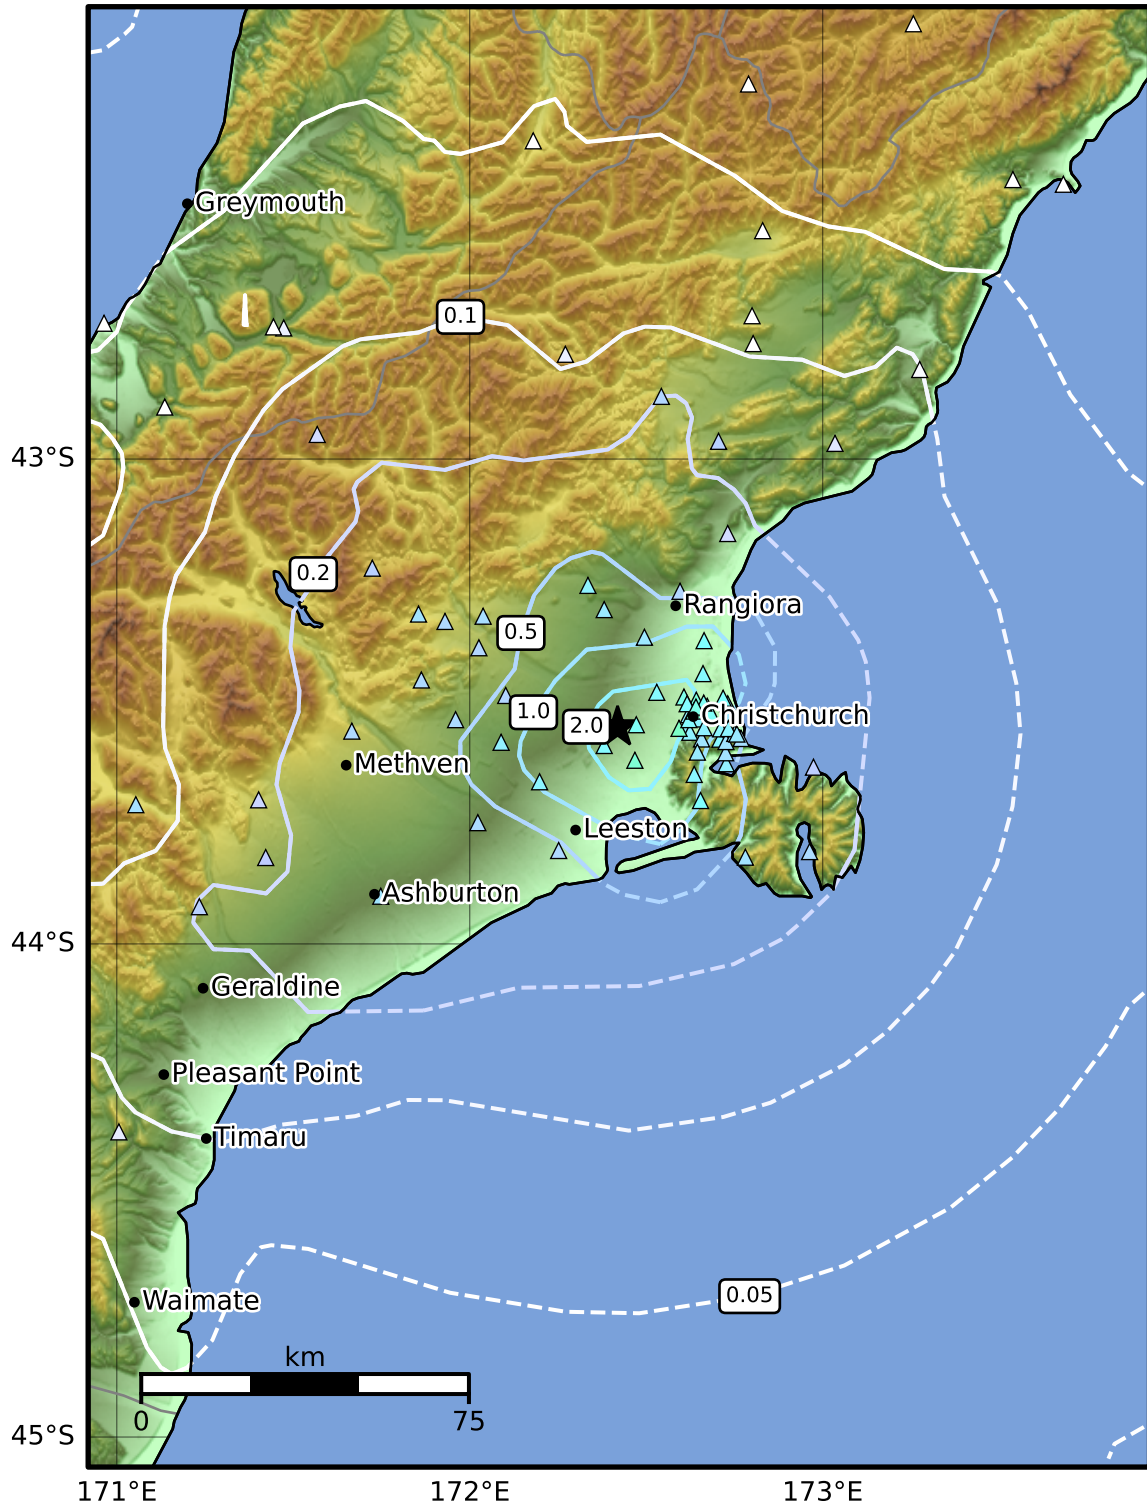 Greymouth
0.1
43°S
0.2
Rangiora
0.5
1.0
2.0
Christchurch
Methven
Leeston
Ashburton
44°S
Geraldine
Pleasant Point
Timaru
0.05
Waimate
km
0 75
45°S
171°E 172°E 173°E